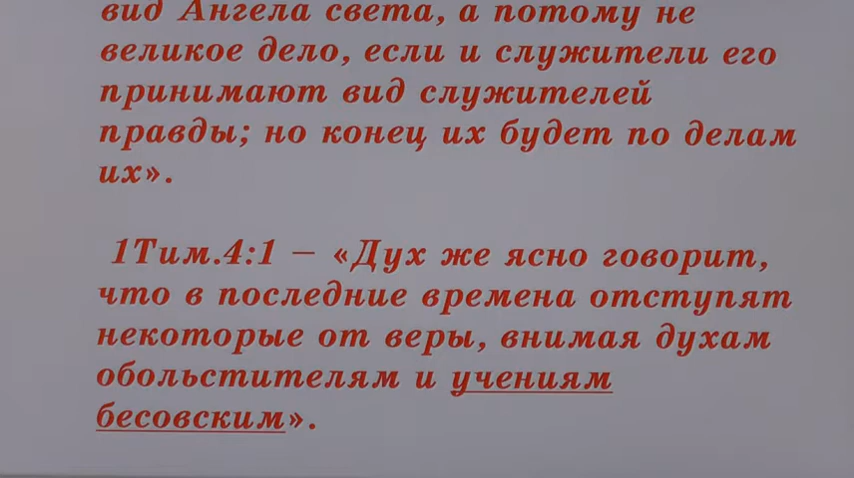 вид Ангела света, а потому не
великое дело, если и служители его
принимают вид служителей
правды; но конец их будет по делам
их».
1Тим.4:1 – «Дух же ясно говорит,
что в последние времена отступят
некоторые от веры, внимая духам
обольстителям и учениям
бесовским».